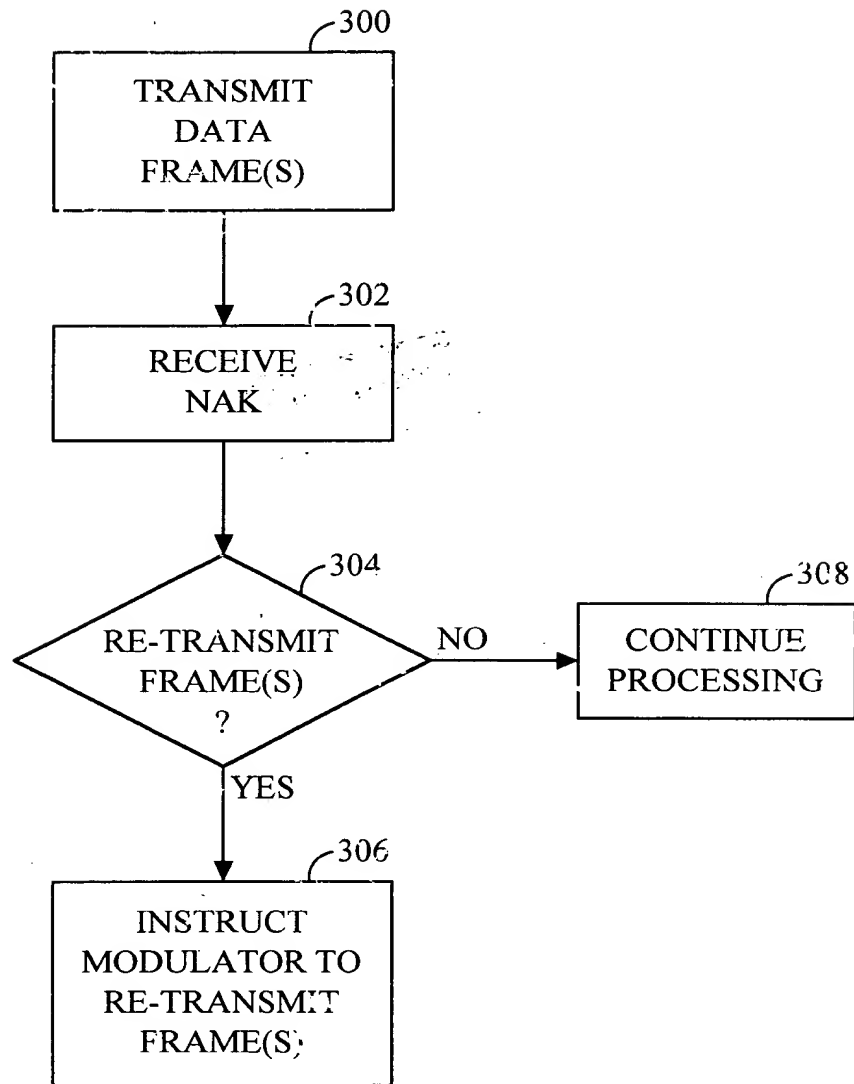 300
TRANSMIT
DATA
FRAME(S)
302
RECEIVE
NAK
304
RE-TRANSMIT
FRAME(S)
?
NO
308
CONTINUE
PROCESSING
YES
306
INSTRUCT
MODULATOR TO
RE-TRANSMIT
FRAME(S)